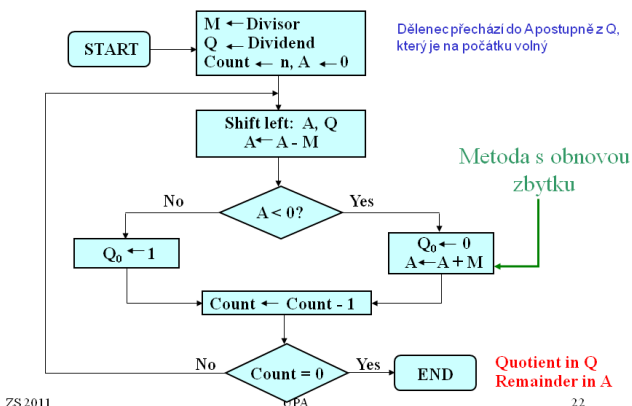 START
M ← Divisor
Q ← Dividend
Count ← n, A ← 0
Dělenec přechází do A postupně z Q,
který je na počátku volný
Shift left: A, Q
A ← A - M
Metoda s obnovou
zbytku
No
A < 0?
Yes
Q₀ ← 1
Q₀ ← 0
A ← A + M
Count ← Count - 1
No
Count = 0
Yes
END
Quotient in Q
Remainder in A
ZS 2011
UPA
22